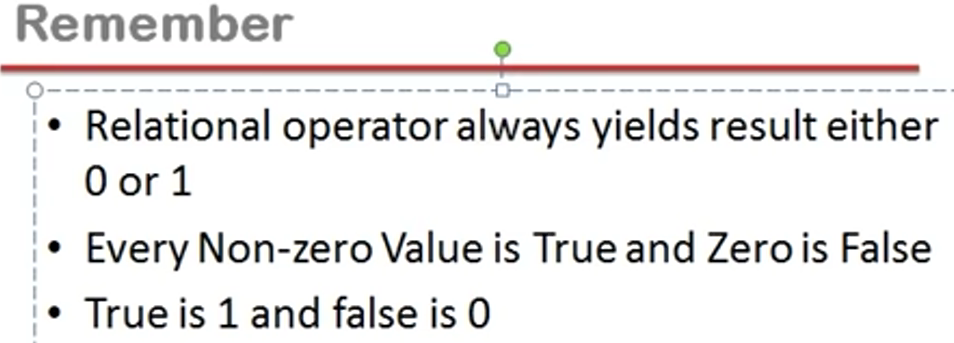 Remember
• Relational operator always yields result either
0 or 1
• Every Non-zero Value is True and Zero is False
• True is 1 and false is 0